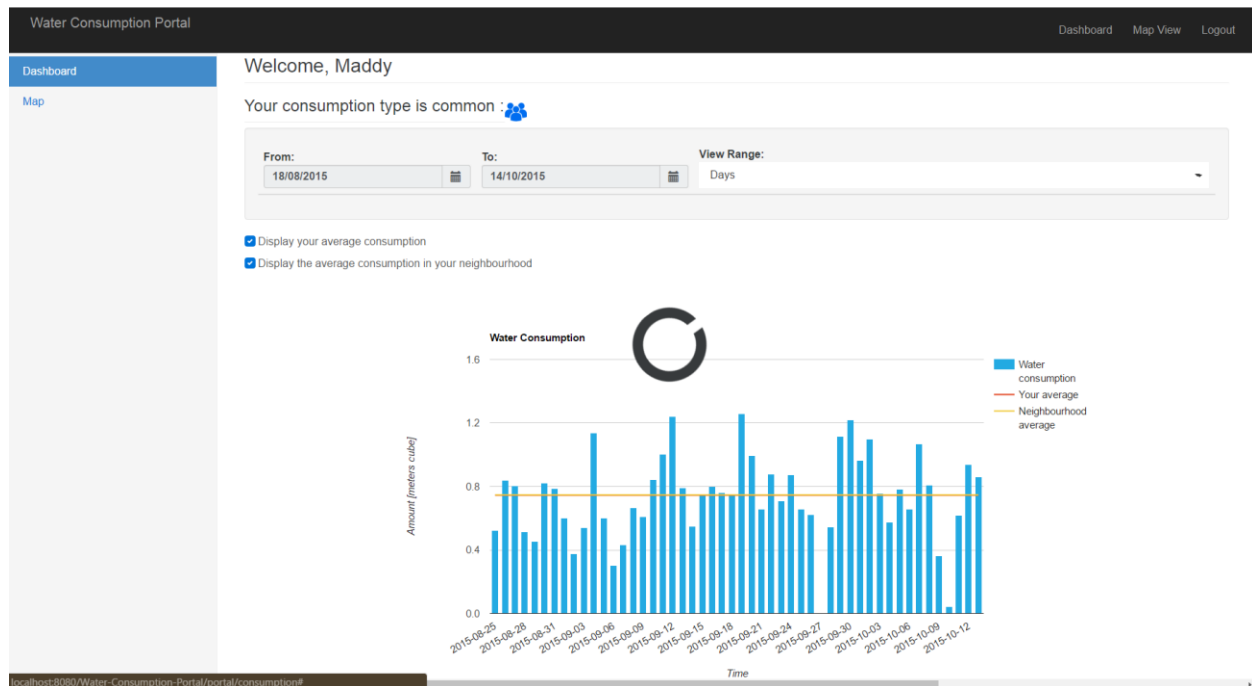 Water Consumption Portal
Dashboard Map View Logout
Dashboard
Map
Welcome, Maddy
Your consumption type is common :
From: To: View Range:
18/08/2015 14/10/2015 Days
Display your average consumption
Display the average consumption in your neighbourhood
Water Consumption
1.6
1.2
0.8
0.4
0.0
Amount [meters cube]
2015-08-25 2015-08-28 2015-08-31 2015-09-03 2015-09-06 2015-09-09 2015-09-12 2015-09-15 2015-09-18 2015-09-21 2015-09-24 2015-09-27 2015-09-30 2015-10-03 2015-10-06 2015-10-09 2015-10-12
Time
Water
consumption
Your average
Neighbourhood
average
localhost:8080/Water-Consumption-Portal/portal/consumption#